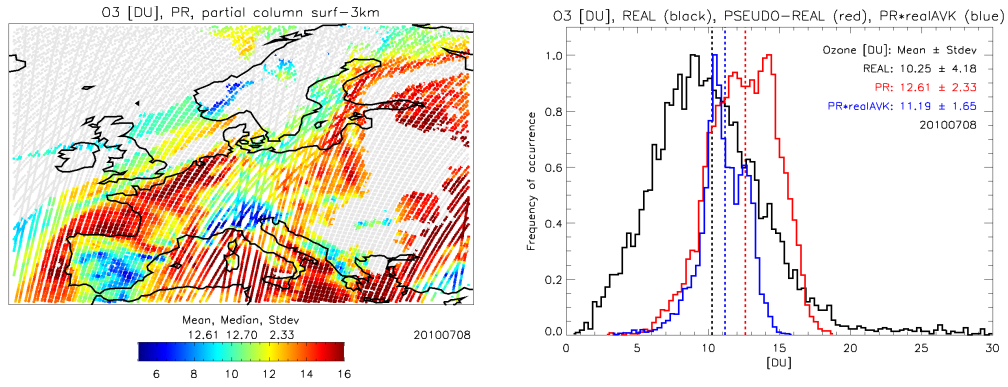 O3 [DU], PR, partial column surf-3km
Mean, Median, Stdev
12.61 12.70 2.33
20100708
6 8 10 12 14 16
O3 [DU], REAL (black), PSEUDO-REAL (red), PR*realAVK (blue)
Ozone [DU]: Mean ± Stdev
REAL: 10.25 ± 4.18
PR: 12.61 ± 2.33
PR*realAVK: 11.19 ± 1.65
20100708
Frequency of occurrence
1.0
0.8
0.6
0.4
0.2
0.0
0 5 10 15 20 25 30
[DU]